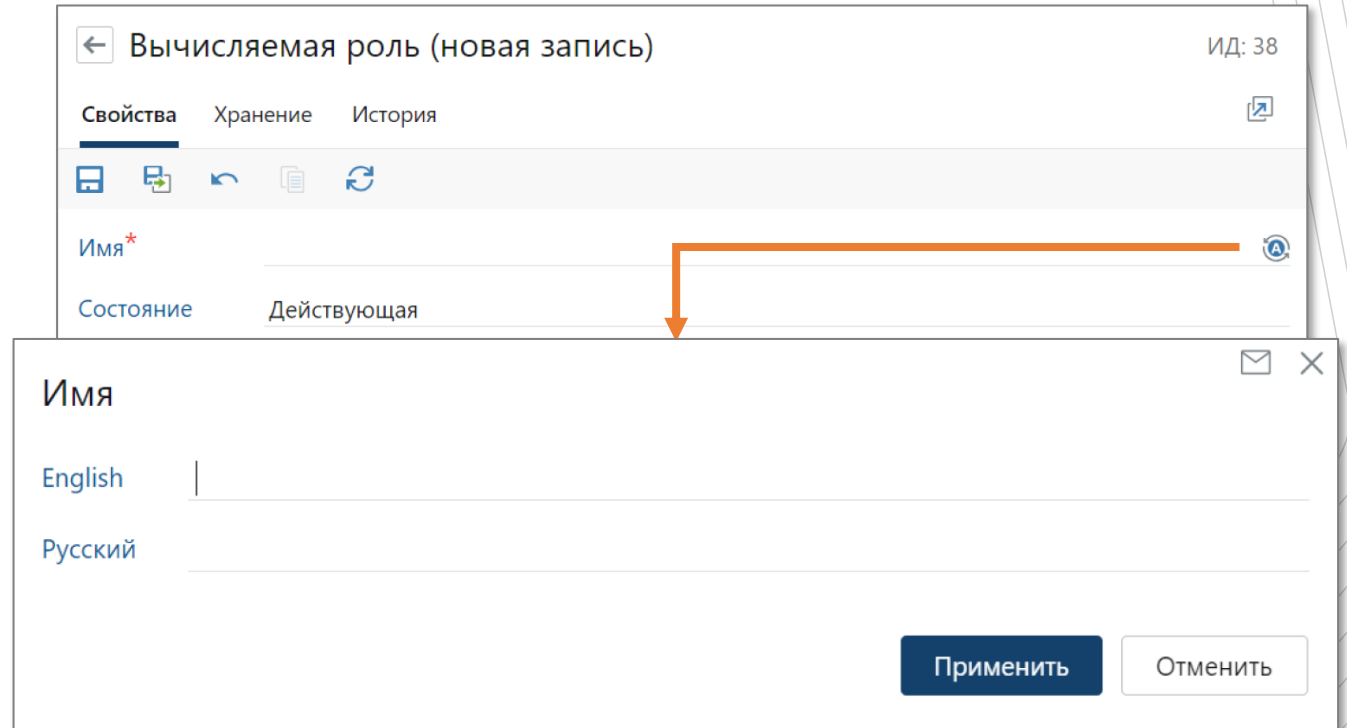 Вычисляемая роль (новая запись) ИД: 38
Свойства Хранение История
Имя*
Состояние Действующая
Имя
English
Русский
Применить Отменить